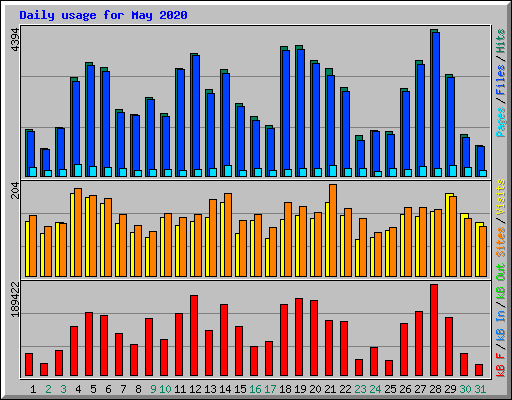 Daily usage for May 2020
4394
Pages / Files / Hits
204
Sites / Visits
189422
kB F / kB In / kB Out
1 2 3 4 5 6 7 8 9 10 11 12 13 14 15 16 17 18 19 20 21 22 23 24 25 26 27 28 29 30 31